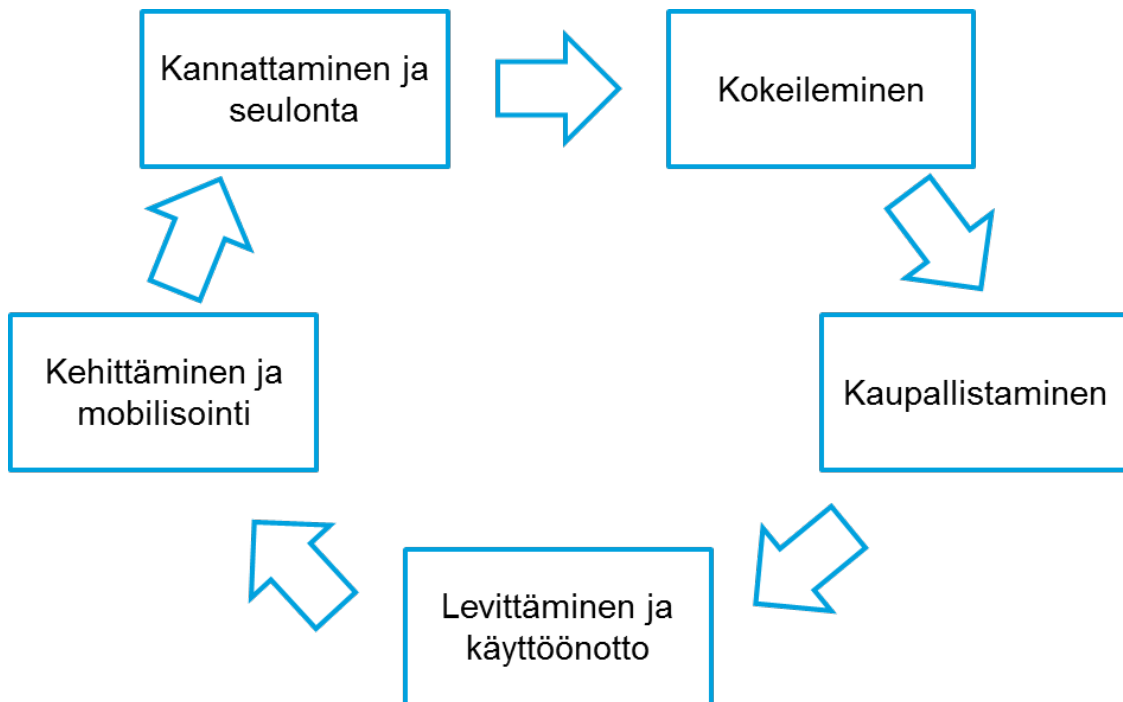 Kannattaminen ja
seulonta
Kokeileminen
Kehittäminen ja
mobilisointi
Kaupallistaminen
Levittäminen ja
käyttöönotto